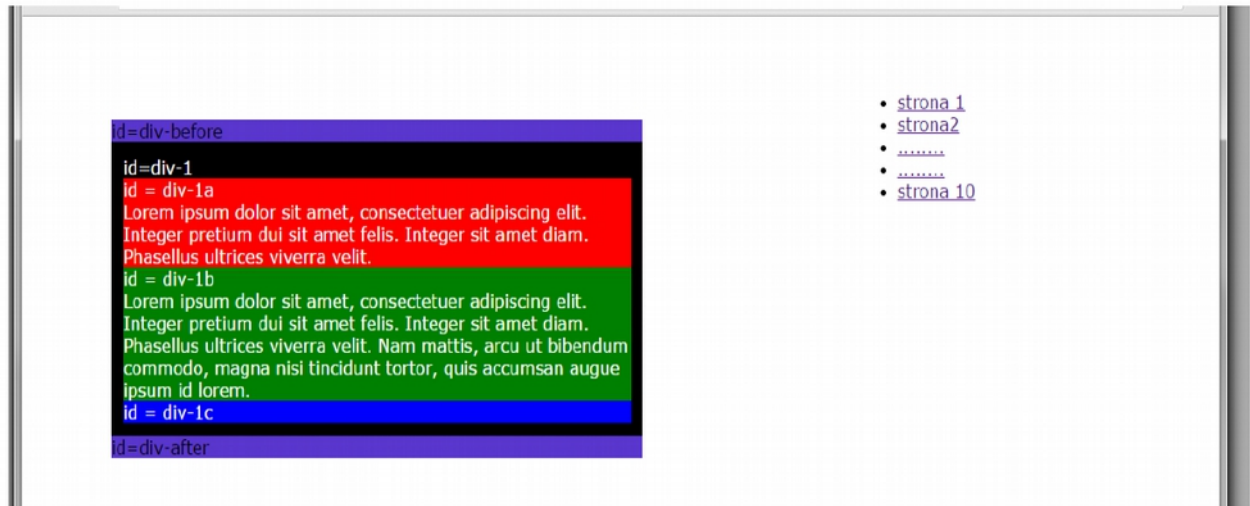 id=div-before
id=div-1
id = div-1a
Lorem ipsum dolor sit amet, consectetuer adipiscing elit.
Integer pretium dui sit amet felis. Integer sit amet diam.
Phasellus ultrices viverra velit.
id = div-1b
Lorem ipsum dolor sit amet, consectetuer adipiscing elit.
Integer pretium dui sit amet felis. Integer sit amet diam.
Phasellus ultrices viverra velit. Nam mattis, arcu ut bibendum
commodo, magna nisi tincidunt tortor, quis accumsan augue
ipsum id lorem.
id = div-1c
id=div-after
• strona 1
• strona2
• ........
• ........
• strona 10